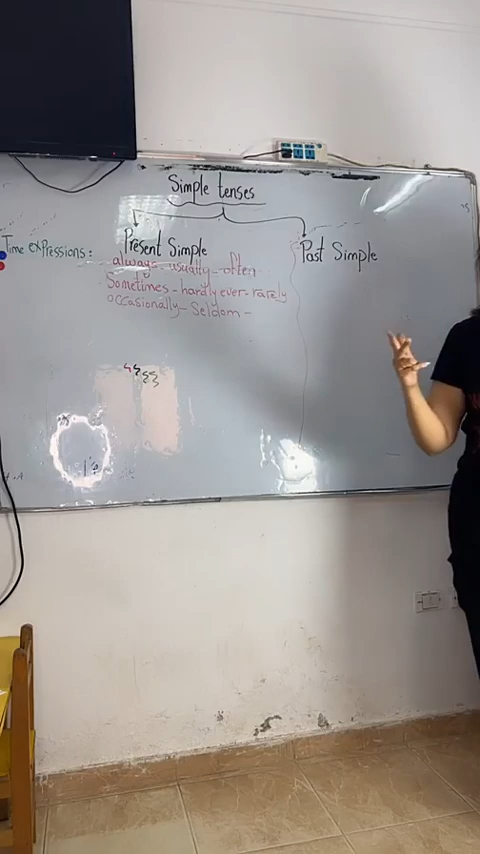 Simple tenses
Present Simple
Past Simple
Time expressions:
always - usually - often
Sometimes - hardly ever - rarely
occasionally - Seldom -